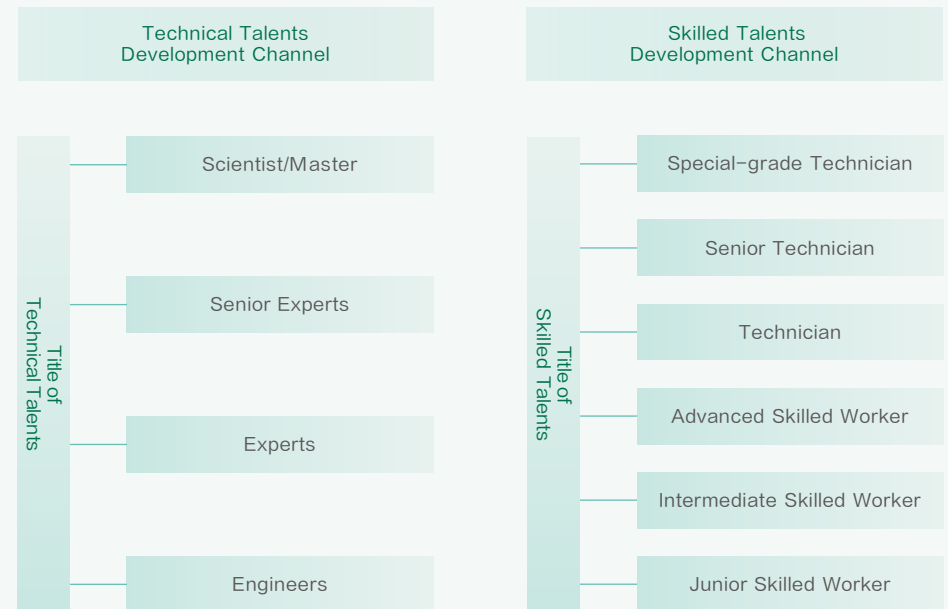 Technical Talents
Development Channel
Title of
Technical Talents
Scientist/Master
Senior Experts
Experts
Engineers
Skilled Talents
Development Channel
Title of
Skilled Talents
Special-grade Technician
Senior Technician
Technician
Advanced Skilled Worker
Intermediate Skilled Worker
Junior Skilled Worker